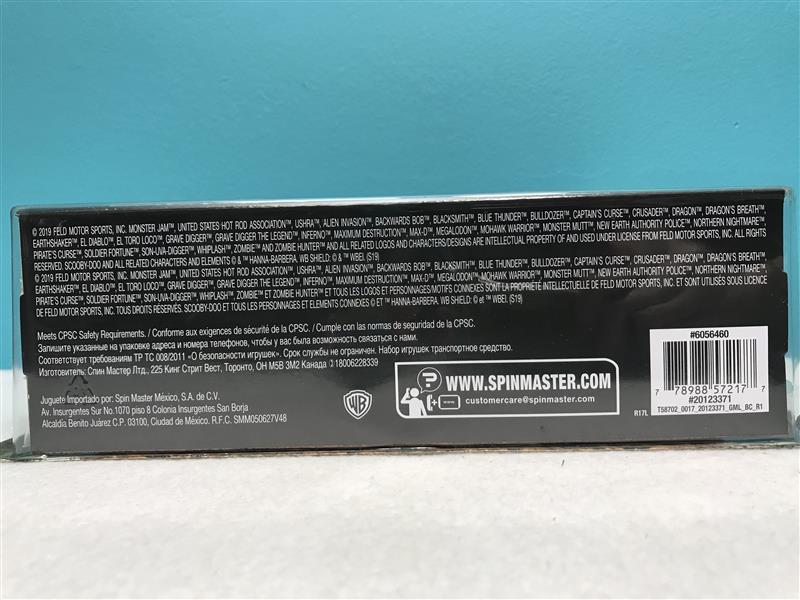 © 2019 FELD MOTOR SPORTS, INC. MONSTER JAM™, UNITED STATES HOT ROD ASSOCIATION™, USHRA™, ALIEN INVASION™, BACKWARDS BOB™, BLACKSMITH™, BLUE THUNDER™, BULLDOZER™, CAPTAIN'S CURSE™, CRUSADER™, DRAGON™, DRAGON'S BREATH™,
EARTHSHAKER™, EL DIABLO™, EL TORO LOCO™, GRAVE DIGGER™, GRAVE DIGGER THE LEGEND™, INFERNO™, MAXIMUM DESTRUCTION™, MAX-D™, MEGALODON™, MOHAWK WARRIOR™, MONSTER MUTT™, NEW EARTH AUTHORITY POLICE™, NORTHERN NIGHTMARE™,
PIRATE'S CURSE™, SOLDIER FORTUNE™, SON-UVA-DIGGER™, WHIPLASH™, ZOMBIE™ AND ZOMBIE HUNTER™ AND ALL RELATED LOGOS AND CHARACTERS/DESIGNS ARE INTELLECTUAL PROPERTY OF AND USED UNDER LICENSE FROM FELD MOTOR SPORTS, INC. ALL RIGHTS
RESERVED. SCOOBY-DOO AND ALL RELATED CHARACTERS AND ELEMENTS © & ™ HANNA-BARBERA. WB SHIELD: © & ™ WBEI. (S19)
© 2019 FELD MOTOR SPORTS, INC. MONSTER JAM™, UNITED STATES HOT ROD ASSOCIATION™, USHRA™, ALIEN INVASION™, BACKWARDS BOB™, BLACKSMITH™, BLUE THUNDER™, BULLDOZER™, CAPTAIN'S CURSE™, CRUSADER™, DRAGON™, DRAGON'S BREATH™,
EARTHSHAKER™, EL DIABLO™, EL TORO LOCO™, GRAVE DIGGER™, GRAVE DIGGER THE LEGEND™, INFERNO™, MAXIMUM DESTRUCTION™, MAX-D™, MEGALODON™, MOHAWK WARRIOR™, MONSTER MUTT™, NEW EARTH AUTHORITY POLICE™, NORTHERN NIGHTMARE™,
PIRATE'S CURSE™, SOLDIER FORTUNE™, SON-UVA-DIGGER™, WHIPLASH™, ZOMBIE™ ET ZOMBIE HUNTER™ ET TOUS LES LOGOS ET PERSONNAGES/MOTIFS CONNEXES SONT LA PROPRIÉTÉ INTELLECTUELLE DE FELD MOTOR SPORTS, INC. ET SONT UTILISÉS SOUS LICENCE
DE FELD MOTOR SPORTS, INC. TOUS DROITS RÉSERVÉS. SCOOBY-DOO ET TOUS LES PERSONNAGES ET ELEMENTS CONNEXES © ET ™ HANNA-BARBERA. WB SHIELD: © et ™ WBEI. (S19)
Meets CPSC Safety Requirements. / Conforme aux exigences de sécurité de la CPSC. / Cumple con las normas de seguridad de la CPSC.
Запишите указанные на упаковке адреса и номера телефонов, чтобы у вас была возможность связаться с нами.
Соответствует требованиям ТР ТС 008/2011 «О безопасности игрушек». Срок службы не ограничен. Набор игрушек транспортное средство.
Изготовитель: Спин Мастер Лтд., 225 Кинг Стрит Вест, Торонто, ОН М5В 3М2 Канада ✆18006228339
Juguete Importado por: Spin Master México, S.A. de C.V.
Av. Insurgentes Sur No.1070 piso 8 Colonia Insurgentes San Borja
Alcaldía Benito Juárez C.P. 03100, Ciudad de México. R.F.C. SMM050627V48
WB
WWW.SPINMASTER.COM
customercare@spinmaster.com
R17L
#6056460
7 78988 57217 7
#20123371
T58702_0017_20123371_GML_BC_R1